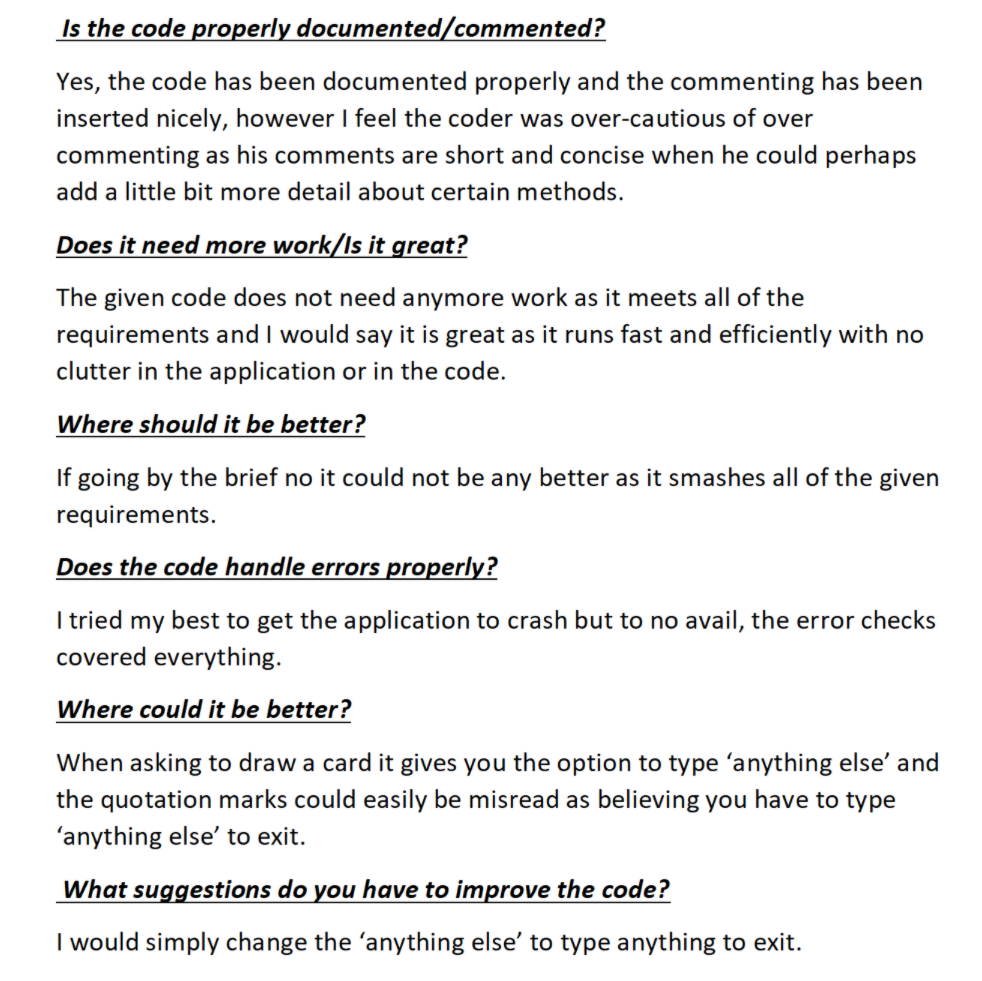 Is the code properly documented/commented?
Yes, the code has been documented properly and the commenting has been
inserted nicely, however I feel the coder was over-cautious of over
commenting as his comments are short and concise when he could perhaps
add a little bit more detail about certain methods.
Does it need more work/Is it great?
The given code does not need anymore work as it meets all of the
requirements and I would say it is great as it runs fast and efficiently with no
clutter in the application or in the code.
Where should it be better?
If going by the brief no it could not be any better as it smashes all of the given
requirements.
Does the code handle errors properly?
I tried my best to get the application to crash but to no avail, the error checks
covered everything.
Where could it be better?
When asking to draw a card it gives you the option to type ‘anything else’ and
the quotation marks could easily be misread as believing you have to type
‘anything else’ to exit.
What suggestions do you have to improve the code?
I would simply change the ‘anything else’ to type anything to exit.